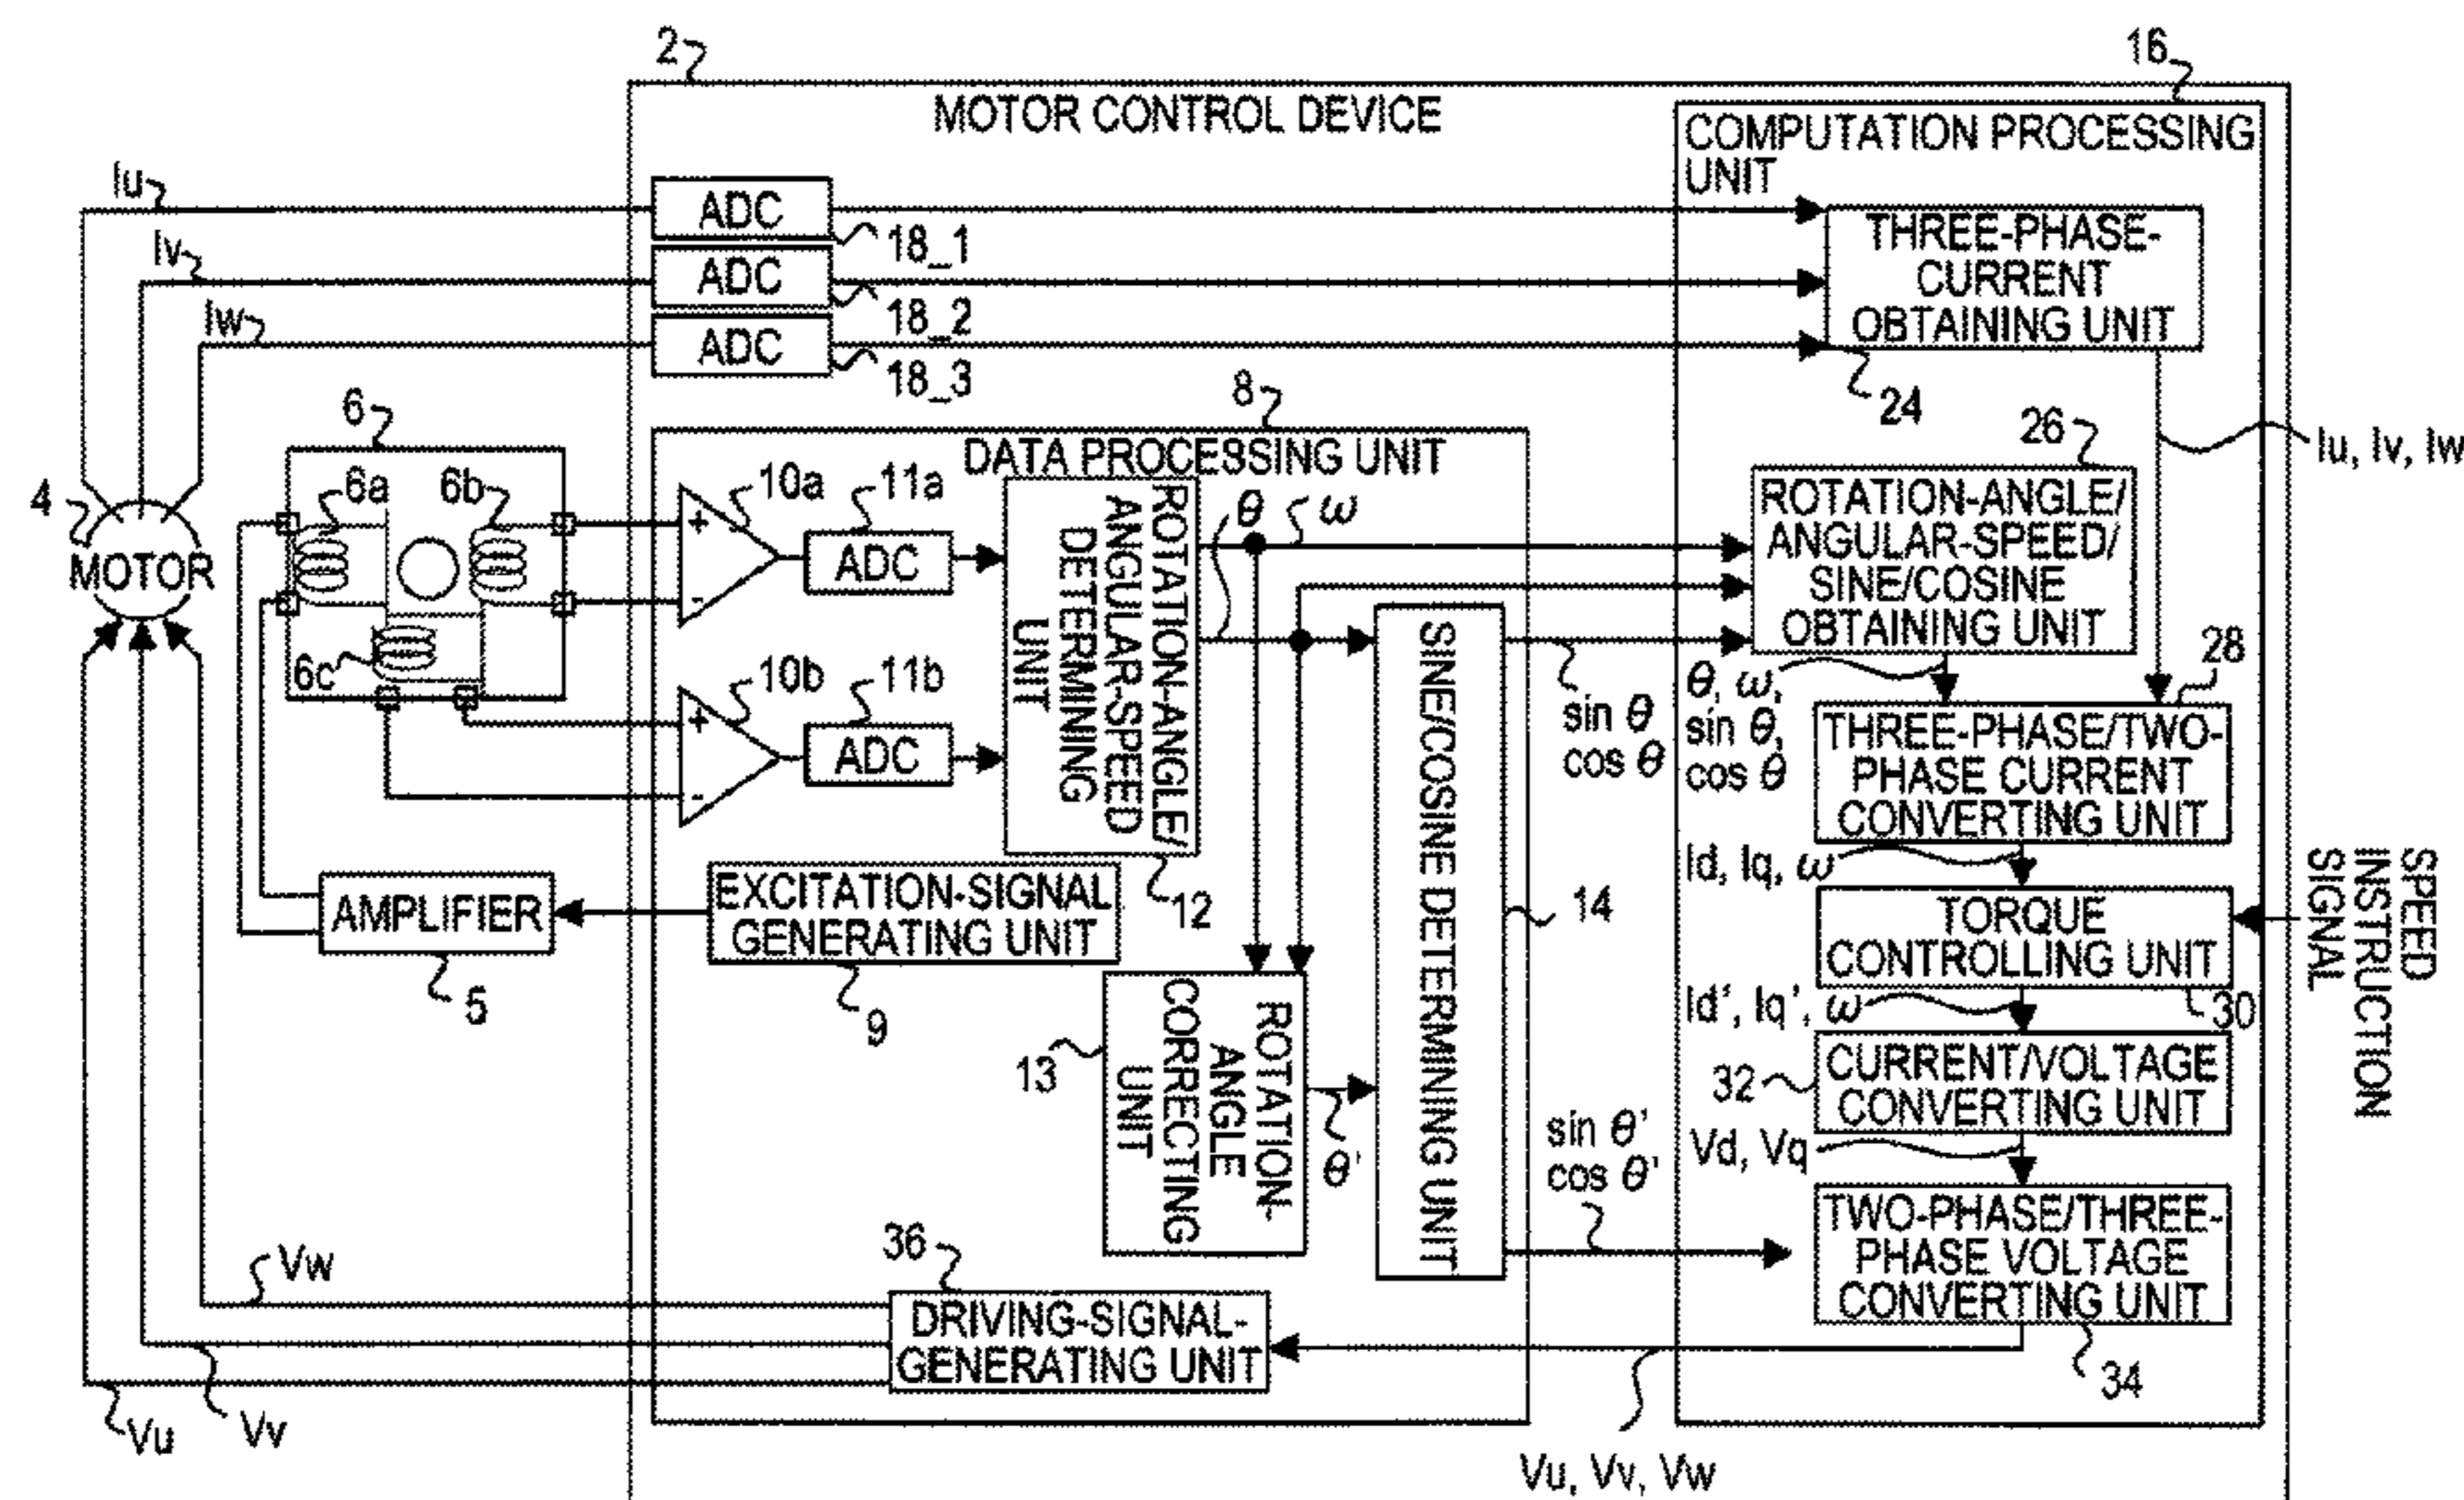 2
16
MOTOR CONTROL DEVICE
COMPUTATION PROCESSING
UNIT
Iu
ADC
18_1
Iv
ADC
18_2
Iw
ADC
18_3
THREE-PHASE-
CURRENT
OBTAINING UNIT
24
Iu, Iv, Iw
6
6a
6b
6c
4
MOTOR
8
DATA PROCESSING UNIT
10a
+
-
11a
ADC
10b
+
-
11b
ADC
ROTATION-ANGLE/
ANGULAR-SPEED
DETERMINING
UNIT
12
θ
ω
26
ROTATION-ANGLE/
ANGULAR-SPEED/
SINE/COSINE
OBTAINING UNIT
sin θ
cos θ
θ, ω,
sin θ,
cos θ
28
THREE-PHASE/TWO-
PHASE CURRENT
CONVERTING UNIT
Id, Iq, ω
SINE/COSINE DETERMINING UNIT
14
AMPLIFIER
5
EXCITATION-SIGNAL
GENERATING UNIT
9
TORQUE
CONTROLLING UNIT
30
SPEED
INSTRUCTION
SIGNAL
Id', Iq', ω
13
ROTATION-
ANGLE
CORRECTING
UNIT
θ'
32
CURRENT/VOLTAGE
CONVERTING UNIT
Vd, Vq
sin θ'
cos θ'
TWO-PHASE/THREE-
PHASE VOLTAGE
CONVERTING UNIT
34
36
DRIVING-SIGNAL-
GENERATING UNIT
Vw
Vv
Vu
Vu, Vv, Vw